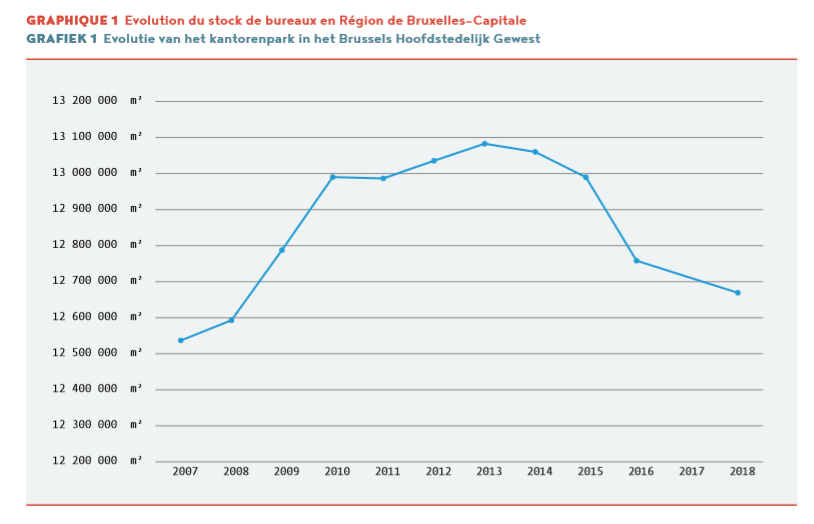 GRAPHIQUE 1 Evolution du stock de bureaux en Région de Bruxelles-Capitale
GRAFIEK 1 Evolutie van het kantorenpark in het Brussels Hoofdstedelijk Gewest
13 200 000 m²
13 100 000 m²
13 000 000 m²
12 900 000 m²
12 800 000 m²
12 700 000 m²
12 600 000 m²
12 500 000 m²
12 400 000 m²
12 300 000 m²
12 200 000 m²
2007 2008 2009 2010 2011 2012 2013 2014 2015 2016 2017 2018